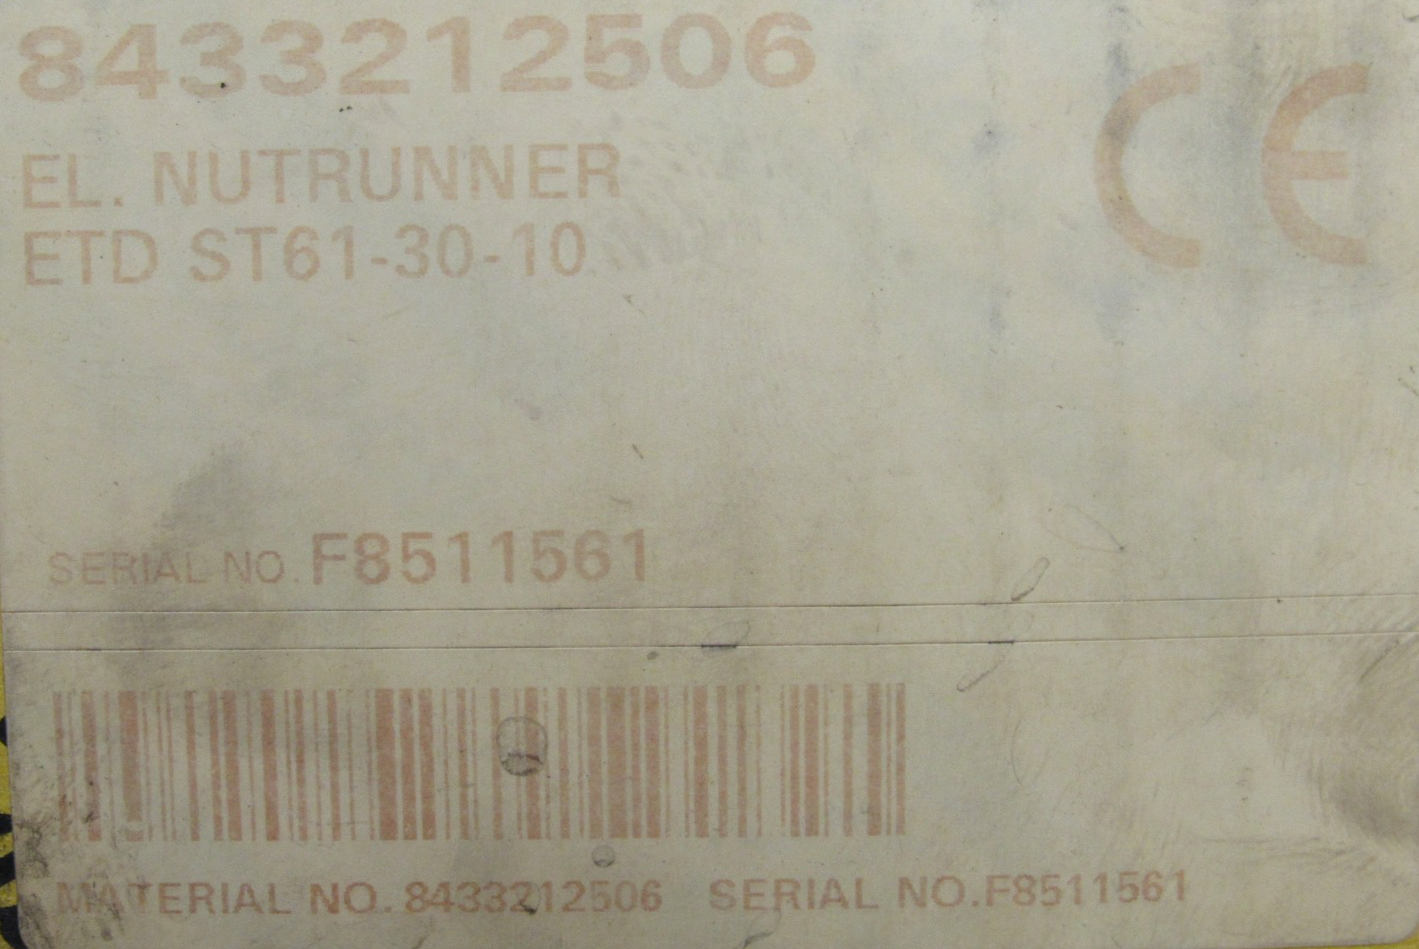 8433212506
CE
EL. NUTRUNNER
ETD ST61-30-10
SERIAL NO. F8511561
MATERIAL NO. 8433212506 SERIAL NO.F8511561